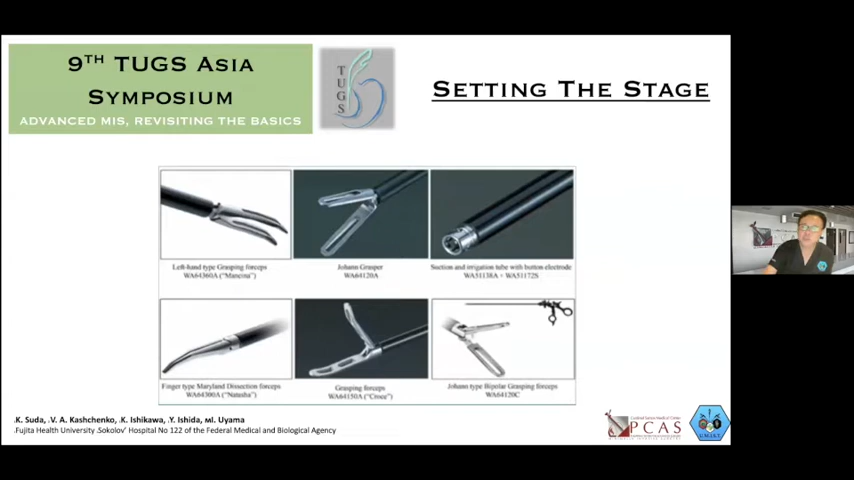 9TH TUGS ASIA
SYMPOSIUM
ADVANCED MIS, REVISITING THE BASICS
TUGS
SETTING THE STAGE
Left-hand type Grasping forceps
WA64360A ("Mancina")
Johann Grasper
WA64120A
Suction and irrigation tube with button electrode
WA51138A + WA51172S
Finger type Maryland Dissection forceps
WA64300A ("Natasha")
Grasping forceps
WA64150A ("Croce")
Johann type Bipolar Grasping forceps
WA64120C
.K. Suda, .V. A. Kashchenko, .K. Ishikawa, .Y. Ishida, мI. Uyama
.Fujita Health University .Sokolov' Hospital No 122 of the Federal Medical and Biological Agency
PCAS